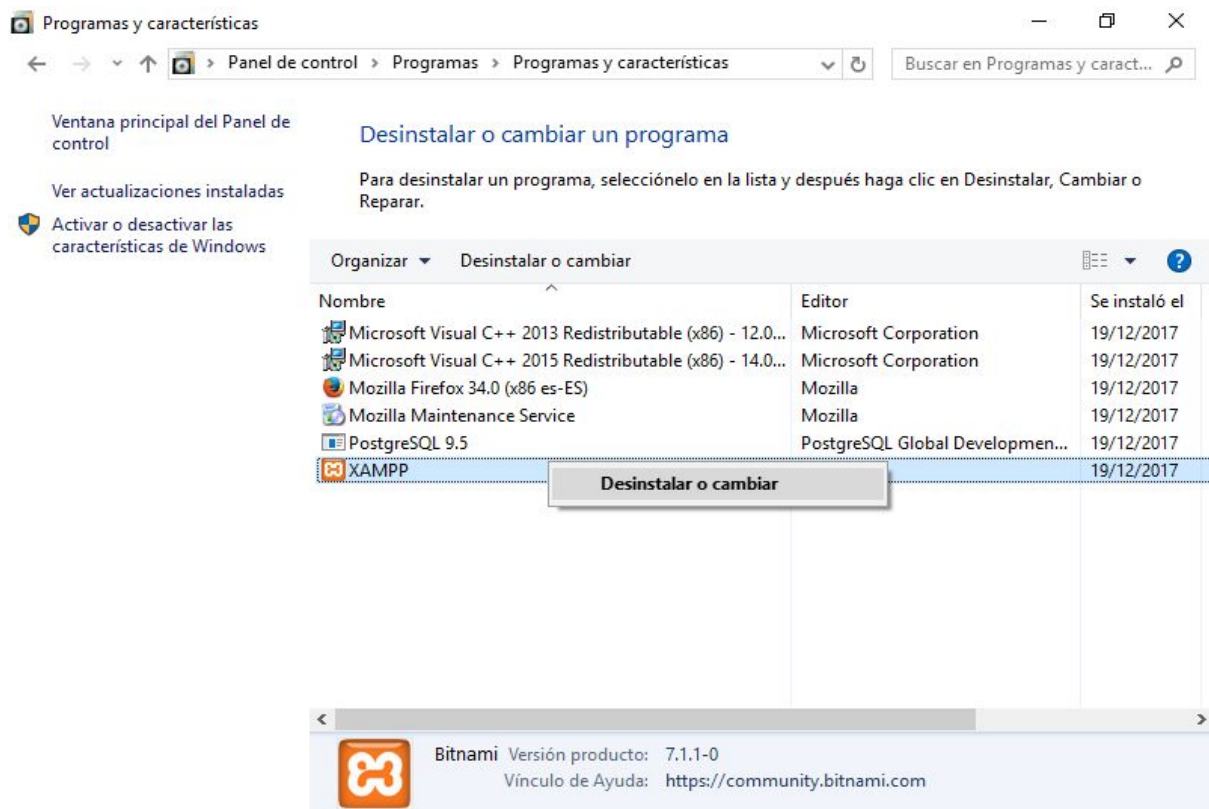 Programas y características
Panel de control > Programas > Programas y características
Buscar en Programas y caract...
Ventana principal del Panel de
control
Ver actualizaciones instaladas
Activar o desactivar las
características de Windows
Desinstalar o cambiar un programa
Para desinstalar un programa, selecciónelo en la lista y después haga clic en Desinstalar, Cambiar o
Reparar.
Organizar Desinstalar o cambiar
Nombre Editor Se instaló el
Microsoft Visual C++ 2013 Redistributable (x86) - 12.0... Microsoft Corporation 19/12/2017
Microsoft Visual C++ 2015 Redistributable (x86) - 14.0... Microsoft Corporation 19/12/2017
Mozilla Firefox 34.0 (x86 es-ES) Mozilla 19/12/2017
Mozilla Maintenance Service Mozilla 19/12/2017
PostgreSQL 9.5 PostgreSQL Global Developmen... 19/12/2017
XAMPP 19/12/2017
Desinstalar o cambiar
Bitnami Versión producto: 7.1.1-0
Vínculo de Ayuda: https://community.bitnami.com